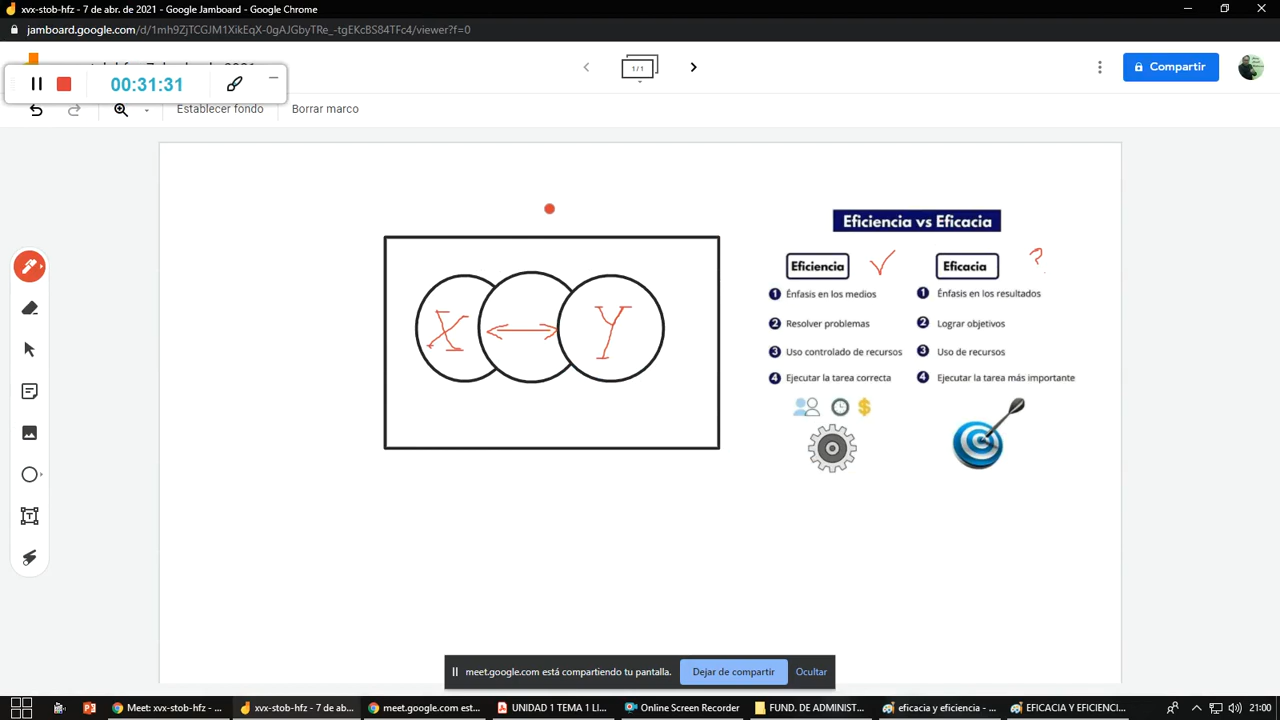 xvx-stob-hfz - 7 de abr. de 2021 - Google Jamboard - Google Chrome
jamboard.google.com/d/1mh9ZjTCGJM1XikEqX-0gAJGbyTRe_-tgEKcBS84TFc4/viewer?f=0
00:31:31
1/1
Compartir
Establecer fondo
Borrar marco
Eficiencia vs Eficacia
Eficiencia ✓
Eficacia ?
1 Énfasis en los medios
1 Énfasis en los resultados
2 Resolver problemas
2 Lograr objetivos
3 Uso controlado de recursos
3 Uso de recursos
4 Ejecutar la tarea correcta
4 Ejecutar la tarea más importante
X
Y
meet.google.com está compartiendo tu pantalla.
Dejar de compartir
Ocultar
Meet: xvx-stob-hfz - ...
xvx-stob-hfz - 7 de ab...
meet.google.com est...
UNIDAD 1 TEMA 1 LI...
Online Screen Recorder
FUND. DE ADMINIST...
eficacia y eficiencia - ...
EFICACIA Y EFICIENCI...
21:00